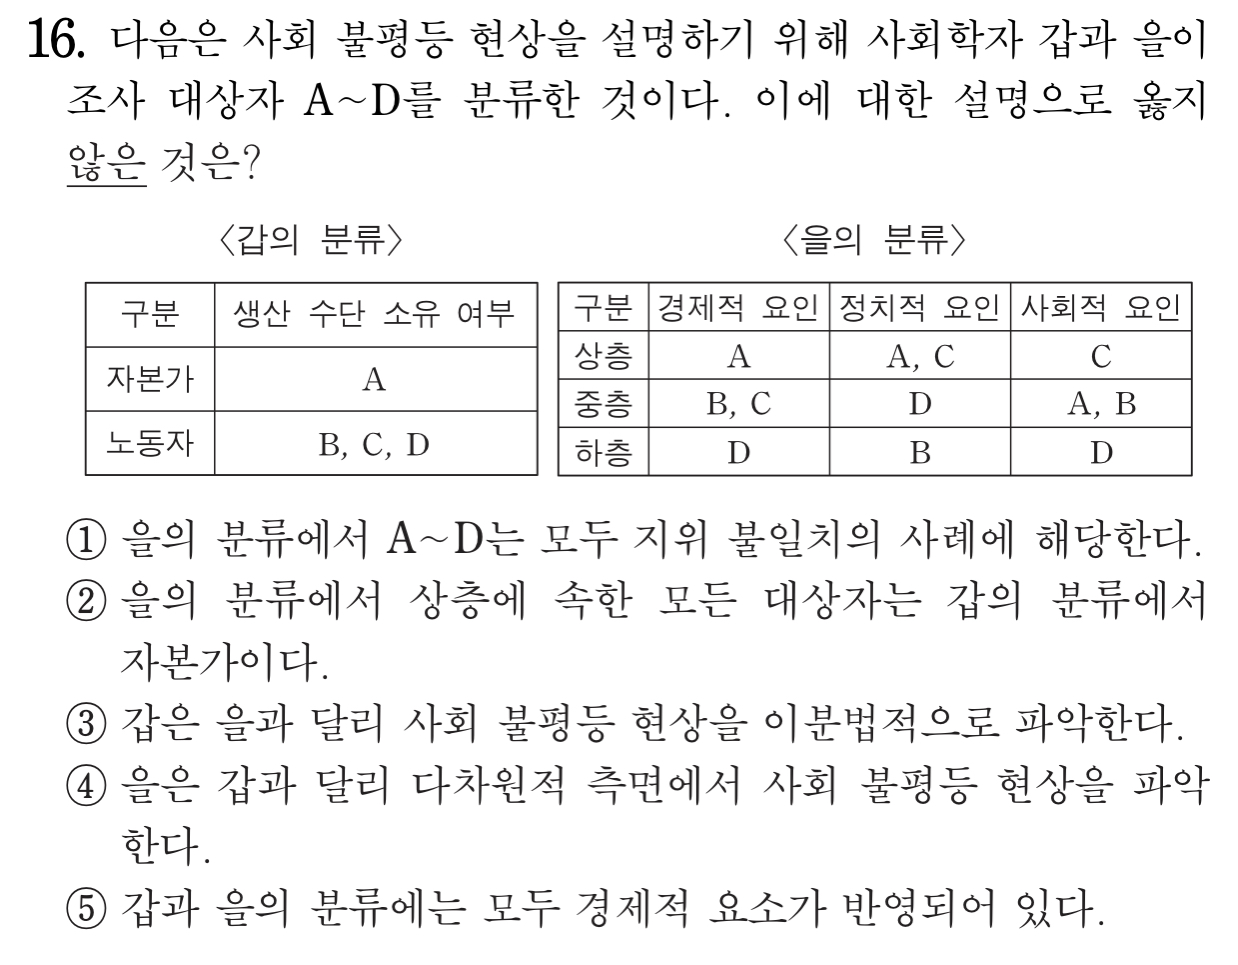 16. 다음은 사회 불평등 현상을 설명하기 위해 사회학자 갑과 을이
조사 대상자 A~D를 분류한 것이다. 이에 대한 설명으로 옳지
않은 것은?
〈갑의 분류〉
구분 생산 수단 소유 여부
자본가 A
노동자 B, C, D
〈을의 분류〉
구분 경제적 요인 정치적 요인 사회적 요인
상층 A A, C C
중층 B, C D A, B
하층 D B D
① 을의 분류에서 A~D는 모두 지위 불일치의 사례에 해당한다.
② 을의 분류에서 상층에 속한 모든 대상자는 갑의 분류에서
자본가이다.
③ 갑은 을과 달리 사회 불평등 현상을 이분법적으로 파악한다.
④ 을은 갑과 달리 다차원적 측면에서 사회 불평등 현상을 파악
한다.
⑤ 갑과 을의 분류에는 모두 경제적 요소가 반영되어 있다.